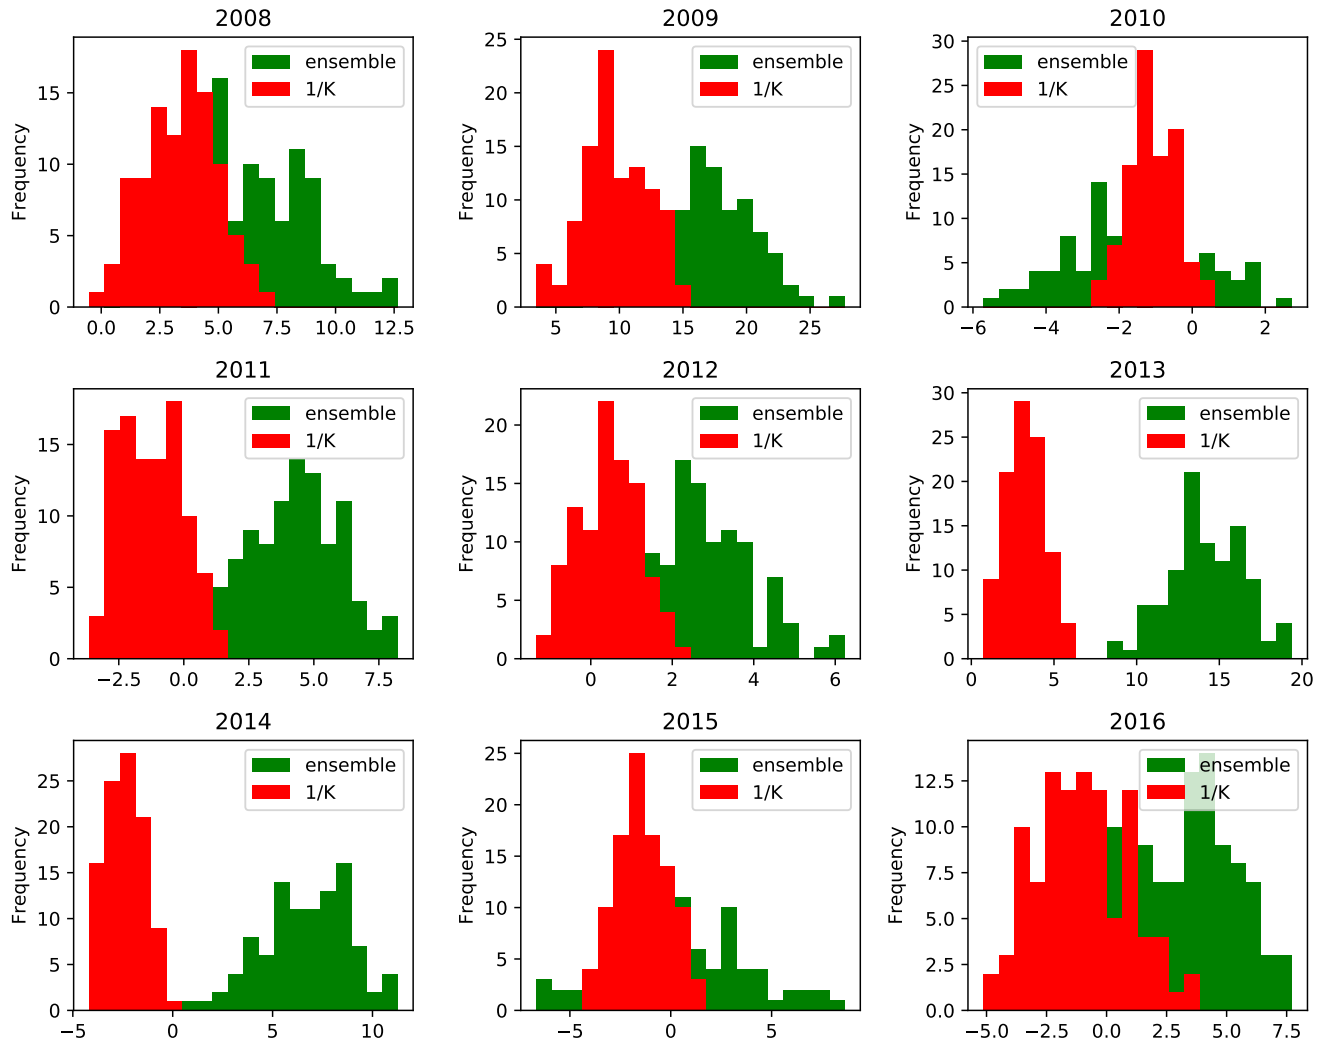 2008
ensemble
1/K
Frequency
15
10
5
0
0.0 2.5 5.0 7.5 10.0 12.5
2009
ensemble
1/K
Frequency
25
20
15
10
5
0
5 10 15 20 25
2010
ensemble
1/K
Frequency
30
25
20
15
10
5
0
−6 −4 −2 0 2
2011
ensemble
1/K
Frequency
15
10
5
0
−2.5 0.0 2.5 5.0 7.5
2012
ensemble
1/K
Frequency
20
15
10
5
0
0 2 4 6
2013
ensemble
1/K
Frequency
30
25
20
15
10
5
0
0 5 10 15 20
2014
ensemble
1/K
Frequency
25
20
15
10
5
0
−5 0 5 10
2015
ensemble
1/K
Frequency
25
20
15
10
5
0
−5 0 5
2016
ensemble
1/K
Frequency
12.5
10.0
7.5
5.0
2.5
0.0
−5.0 −2.5 0.0 2.5 5.0 7.5